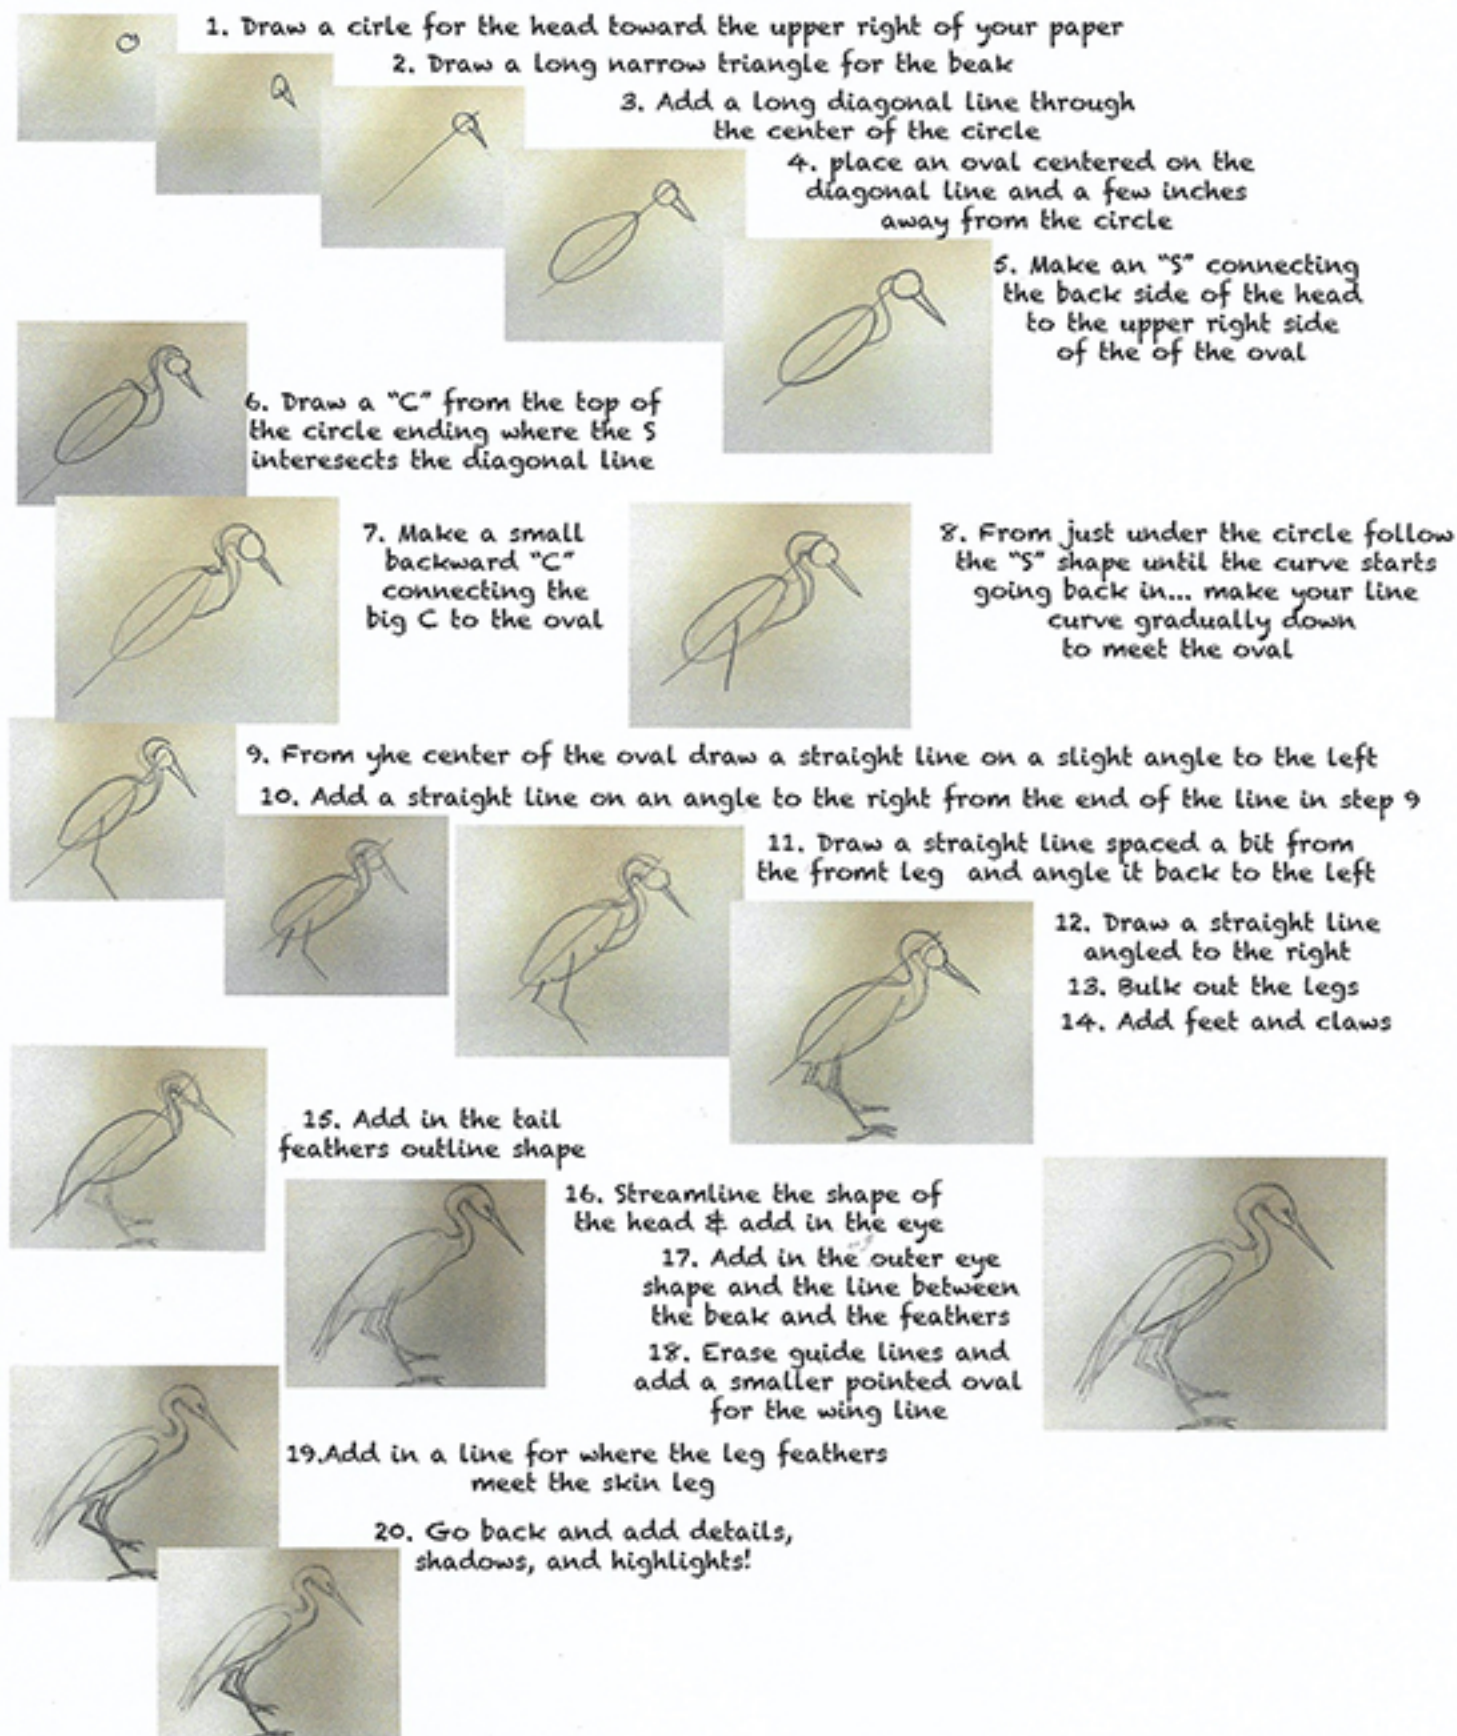 1. Draw a cirle for the head toward the upper right of your paper
2. Draw a long narrow triangle for the beak
3. Add a long diagonal line through
the center of the circle
4. place an oval centered on the
diagonal line and a few inches
away from the circle
5. Make an "S" connecting
the back side of the head
to the upper right side
of the of the oval
6. Draw a "C" from the top of
the circle ending where the S
interesects the diagonal line
7. Make a small
backward "C"
connecting the
big C to the oval
8. From just under the circle follow
the "S" shape until the curve starts
going back in... make your line
curve gradually down
to meet the oval
9. From yhe center of the oval draw a straight line on a slight angle to the left
10. Add a straight line on an angle to the right from the end of the line in step 9
11. Draw a straight line spaced a bit from
the fromt leg and angle it back to the left
12. Draw a straight line
angled to the right
13. Bulk out the legs
14. Add feet and claws
15. Add in the tail
feathers outline shape
16. Streamline the shape of
the head & add in the eye
17. Add in the outer eye
shape and the line between
the beak and the feathers
18. Erase guide lines and
add a smaller pointed oval
for the wing line
19.Add in a line for where the leg feathers
meet the skin leg
20. Go back and add details,
shadows, and highlights!